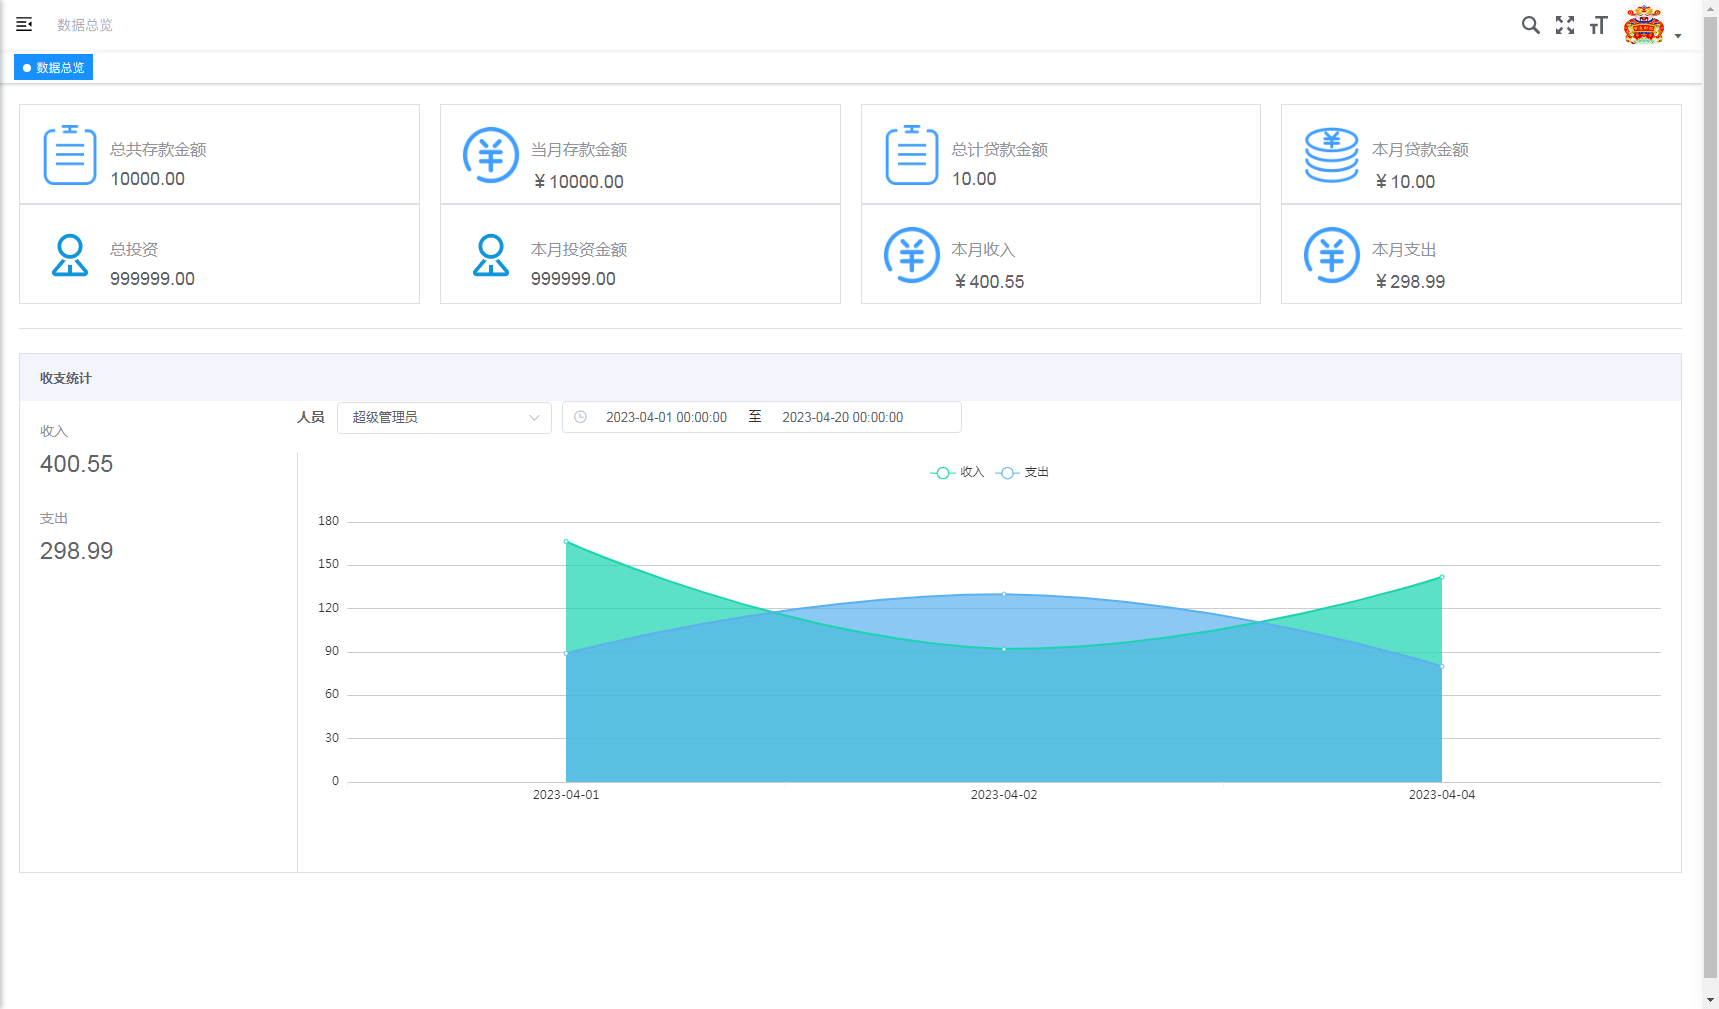 数据总览
数据总览
总共存款金额
10000.00
当月存款金额
¥ 10000.00
总计贷款金额
10.00
本月贷款金额
¥ 10.00
总投资
999999.00
本月投资金额
999999.00
本月收入
¥ 400.55
本月支出
¥ 298.99
收支统计
人员 超级管理员 2023-04-01 00:00:00 至 2023-04-20 00:00:00
收入
400.55
支出
298.99
收入 支出
180
150
120
90
60
30
0
2023-04-01 2023-04-02 2023-04-04